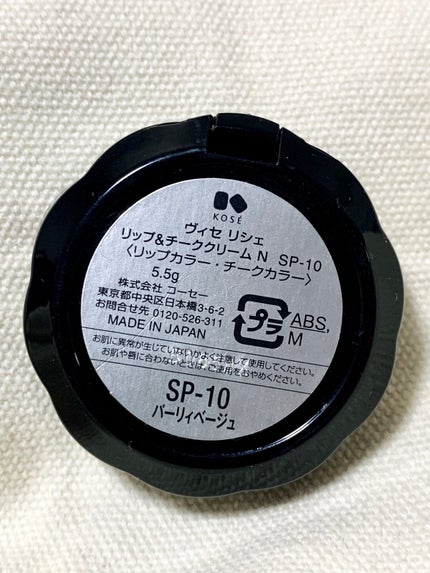 KOSÉ
ヴィセ リシェ
リップ&チーククリーム N SP-10
〈リップカラー・チークカラー〉
5.5g
株式会社 コーセー
東京都中央区日本橋3-6-2
お問合せ先 0120-526-311
MADE IN JAPAN
プラ
ABS,
M
お肌に異常が生じていないかよく注意して使用してください。
お肌や唇に合わないときは、ご使用をおやめください。
SP-10
パーリィベージュ